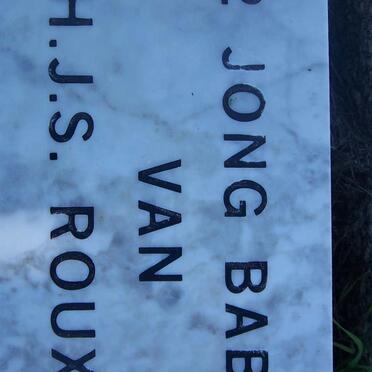 JONG BAB
VAN
H.J.S. ROUX